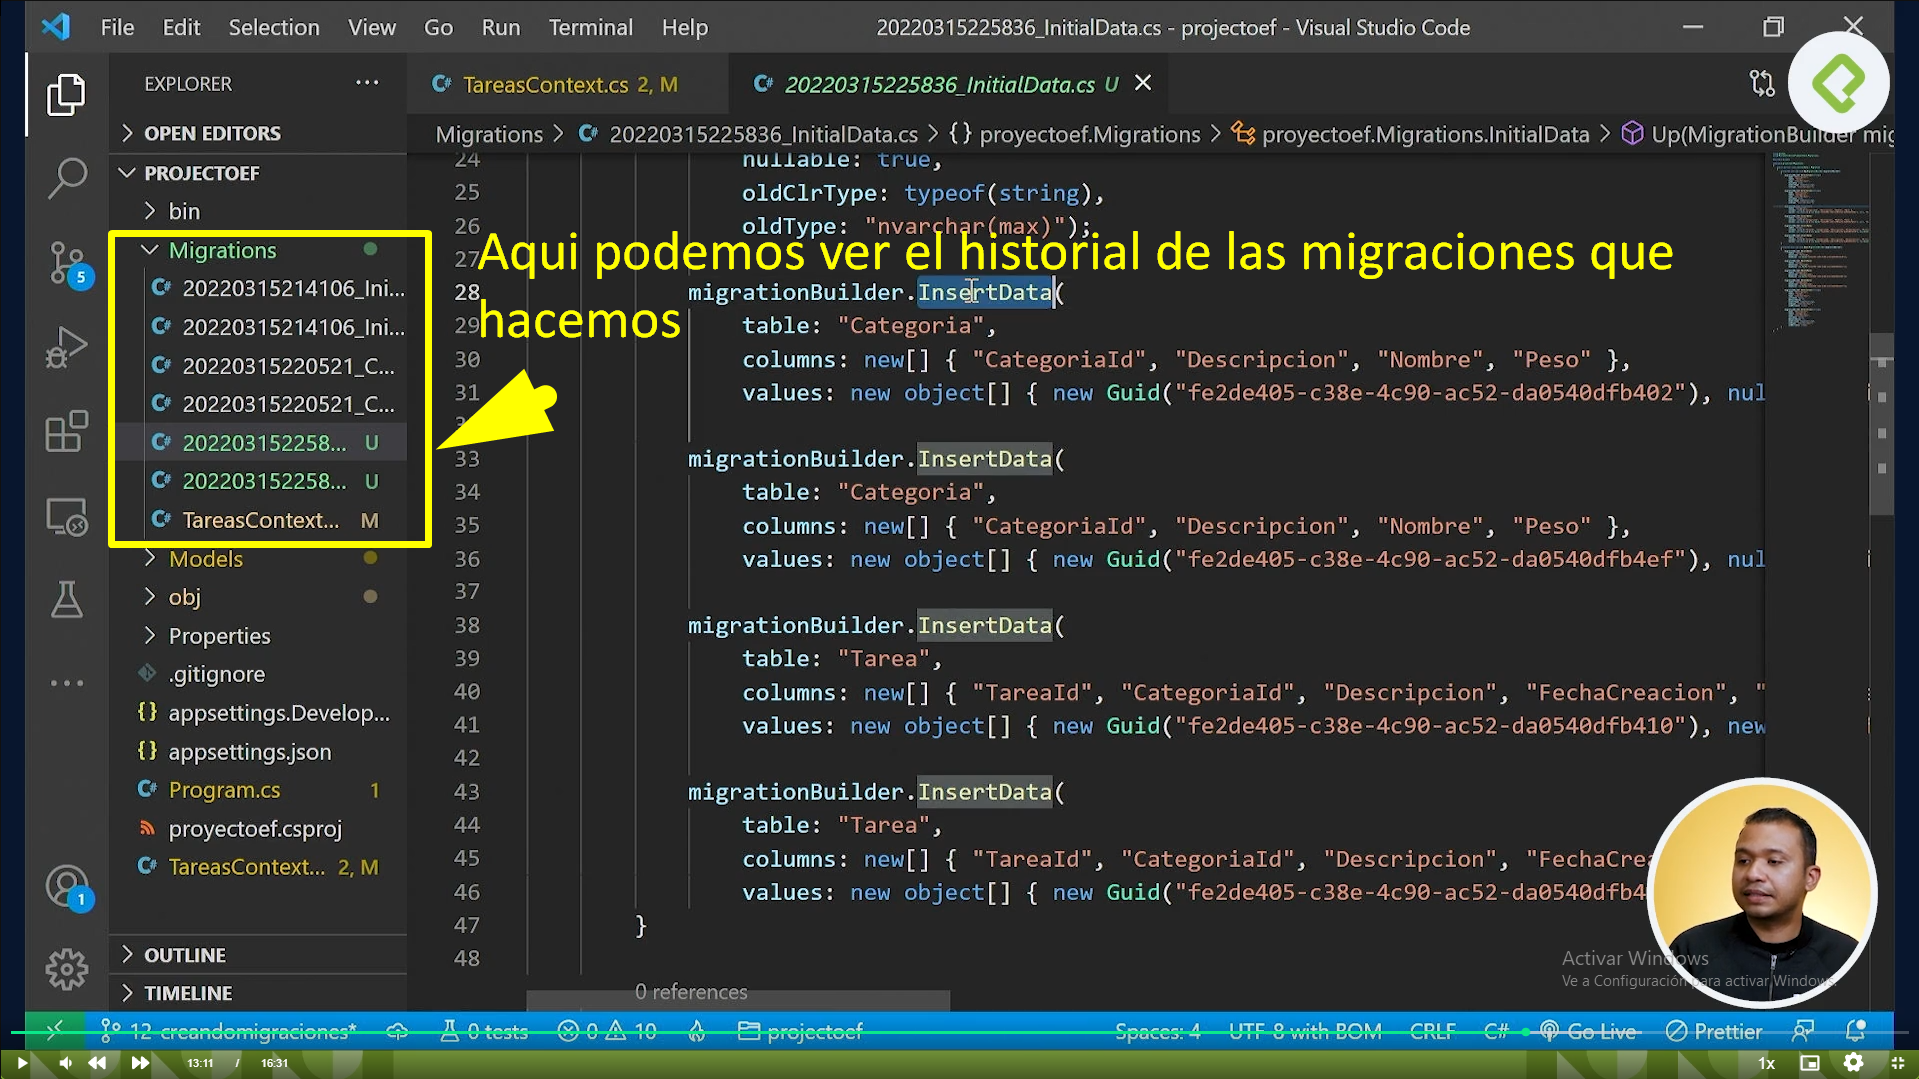 File Edit Selection View Go Run Terminal Help
20220315225836_InitialData.cs - projectoef - Visual Studio Code
EXPLORER
TareasContext.cs 2, M
20220315225836_InitialData.cs U
OPEN EDITORS
Migrations > 20220315225836_InitialData.cs > {} proyectoef.Migrations > proyectoef.Migrations.InitialData > Up(MigrationBuilder mig
PROJECTOEF
bin
Migrations
20220315214106_Ini...
20220315214106_Ini...
20220315220521_C...
20220315220521_C...
202203152258... U
202203152258... U
TareasContext... M
Models
obj
Properties
.gitignore
appsettings.Develop...
appsettings.json
Program.cs 1
proyectoef.csproj
TareasContext... 2, M
OUTLINE
TIMELINE
5
1
Aqui podemos ver el historial de las migraciones que
hacemos
24 nullable: true,
25 oldClrType: typeof(string),
26 oldType: "nvarchar(max)");
27
28 migrationBuilder.InsertData(
29 table: "Categoria",
30 columns: new[] { "CategoriaId", "Descripcion", "Nombre", "Peso" },
31 values: new object[] { new Guid("fe2de405-c38e-4c90-ac52-da0540dfb402"), nul
33 migrationBuilder.InsertData(
34 table: "Categoria",
35 columns: new[] { "CategoriaId", "Descripcion", "Nombre", "Peso" },
36 values: new object[] { new Guid("fe2de405-c38e-4c90-ac52-da0540dfb4ef"), nul
37
38 migrationBuilder.InsertData(
39 table: "Tarea",
40 columns: new[] { "TareaId", "CategoriaId", "Descripcion", "FechaCreacion", "
41 values: new object[] { new Guid("fe2de405-c38e-4c90-ac52-da0540dfb410"), new
42
43 migrationBuilder.InsertData(
44 table: "Tarea",
45 columns: new[] { "TareaId", "CategoriaId", "Descripcion", "FechaCrea
46 values: new object[] { new Guid("fe2de405-c38e-4c90-ac52-da0540dfb4
47 }
48
0 references
Activar Windows
Ve a Configuración para activar Windows.
12-creandomigraciones* 0 tests 0 10 projectoef Spaces: 4 UTF-8 with BOM CRLF C# Go Live Prettier
13:11 / 16:31 1x